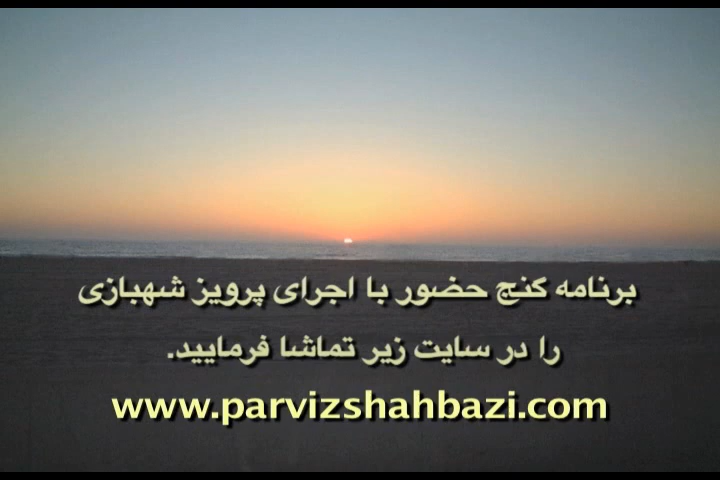 برنامه گنج حضور با اجرای پرویز شهبازی
را در سایت زیر تماشا فرمایید.
www.parvizshahbazi.com